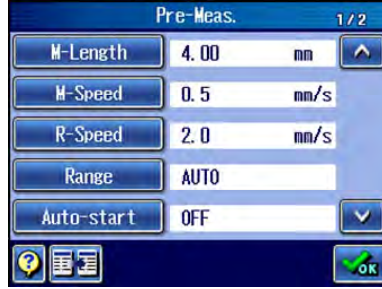 Pre-Meas. 1/2
M-Length 4.00 mm
M-Speed 0.5 mm/s
R-Speed 2.0 mm/s
Range AUTO
Auto-start OFF
? OK